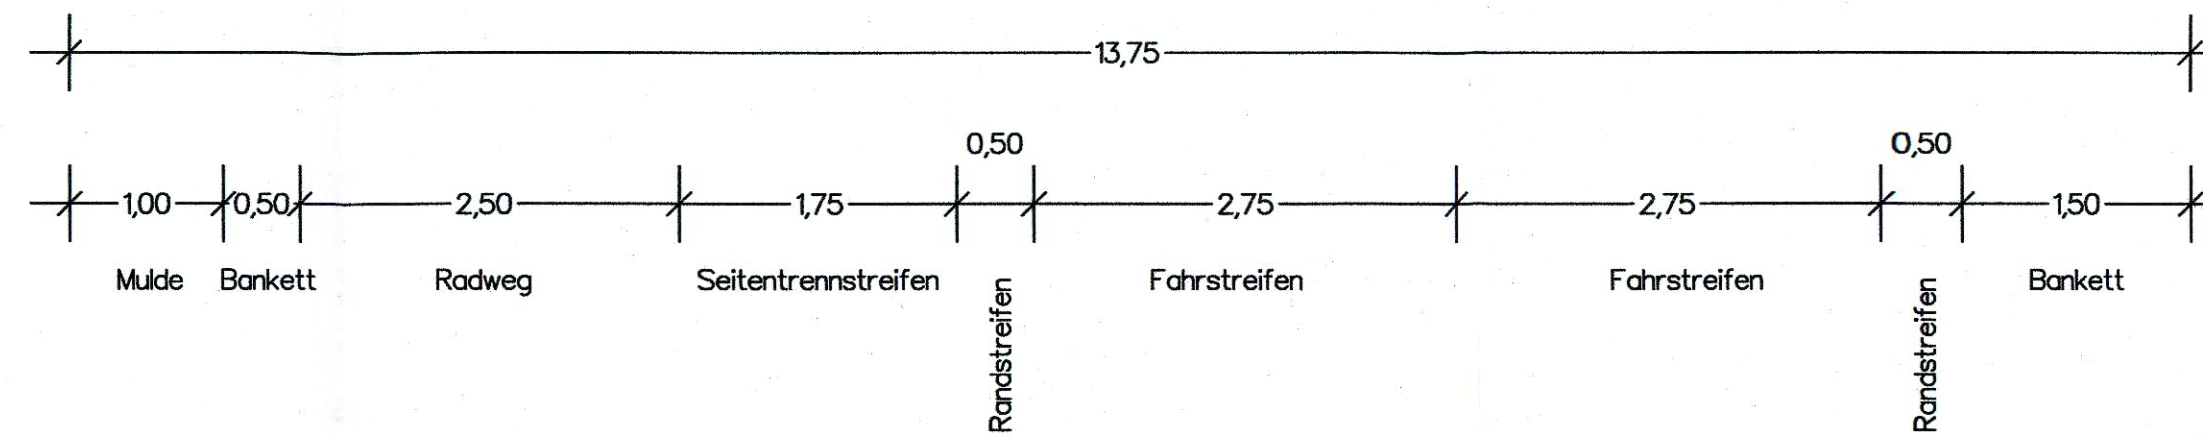 13,75
0,50 0,50
1,00 0,50 2,50 1,75 2,75 2,75 1,50
Mulde Bankett Radweg Seitentrennstreifen Fahrstreifen Fahrstreifen Bankett
Randstreifen
Randstreifen